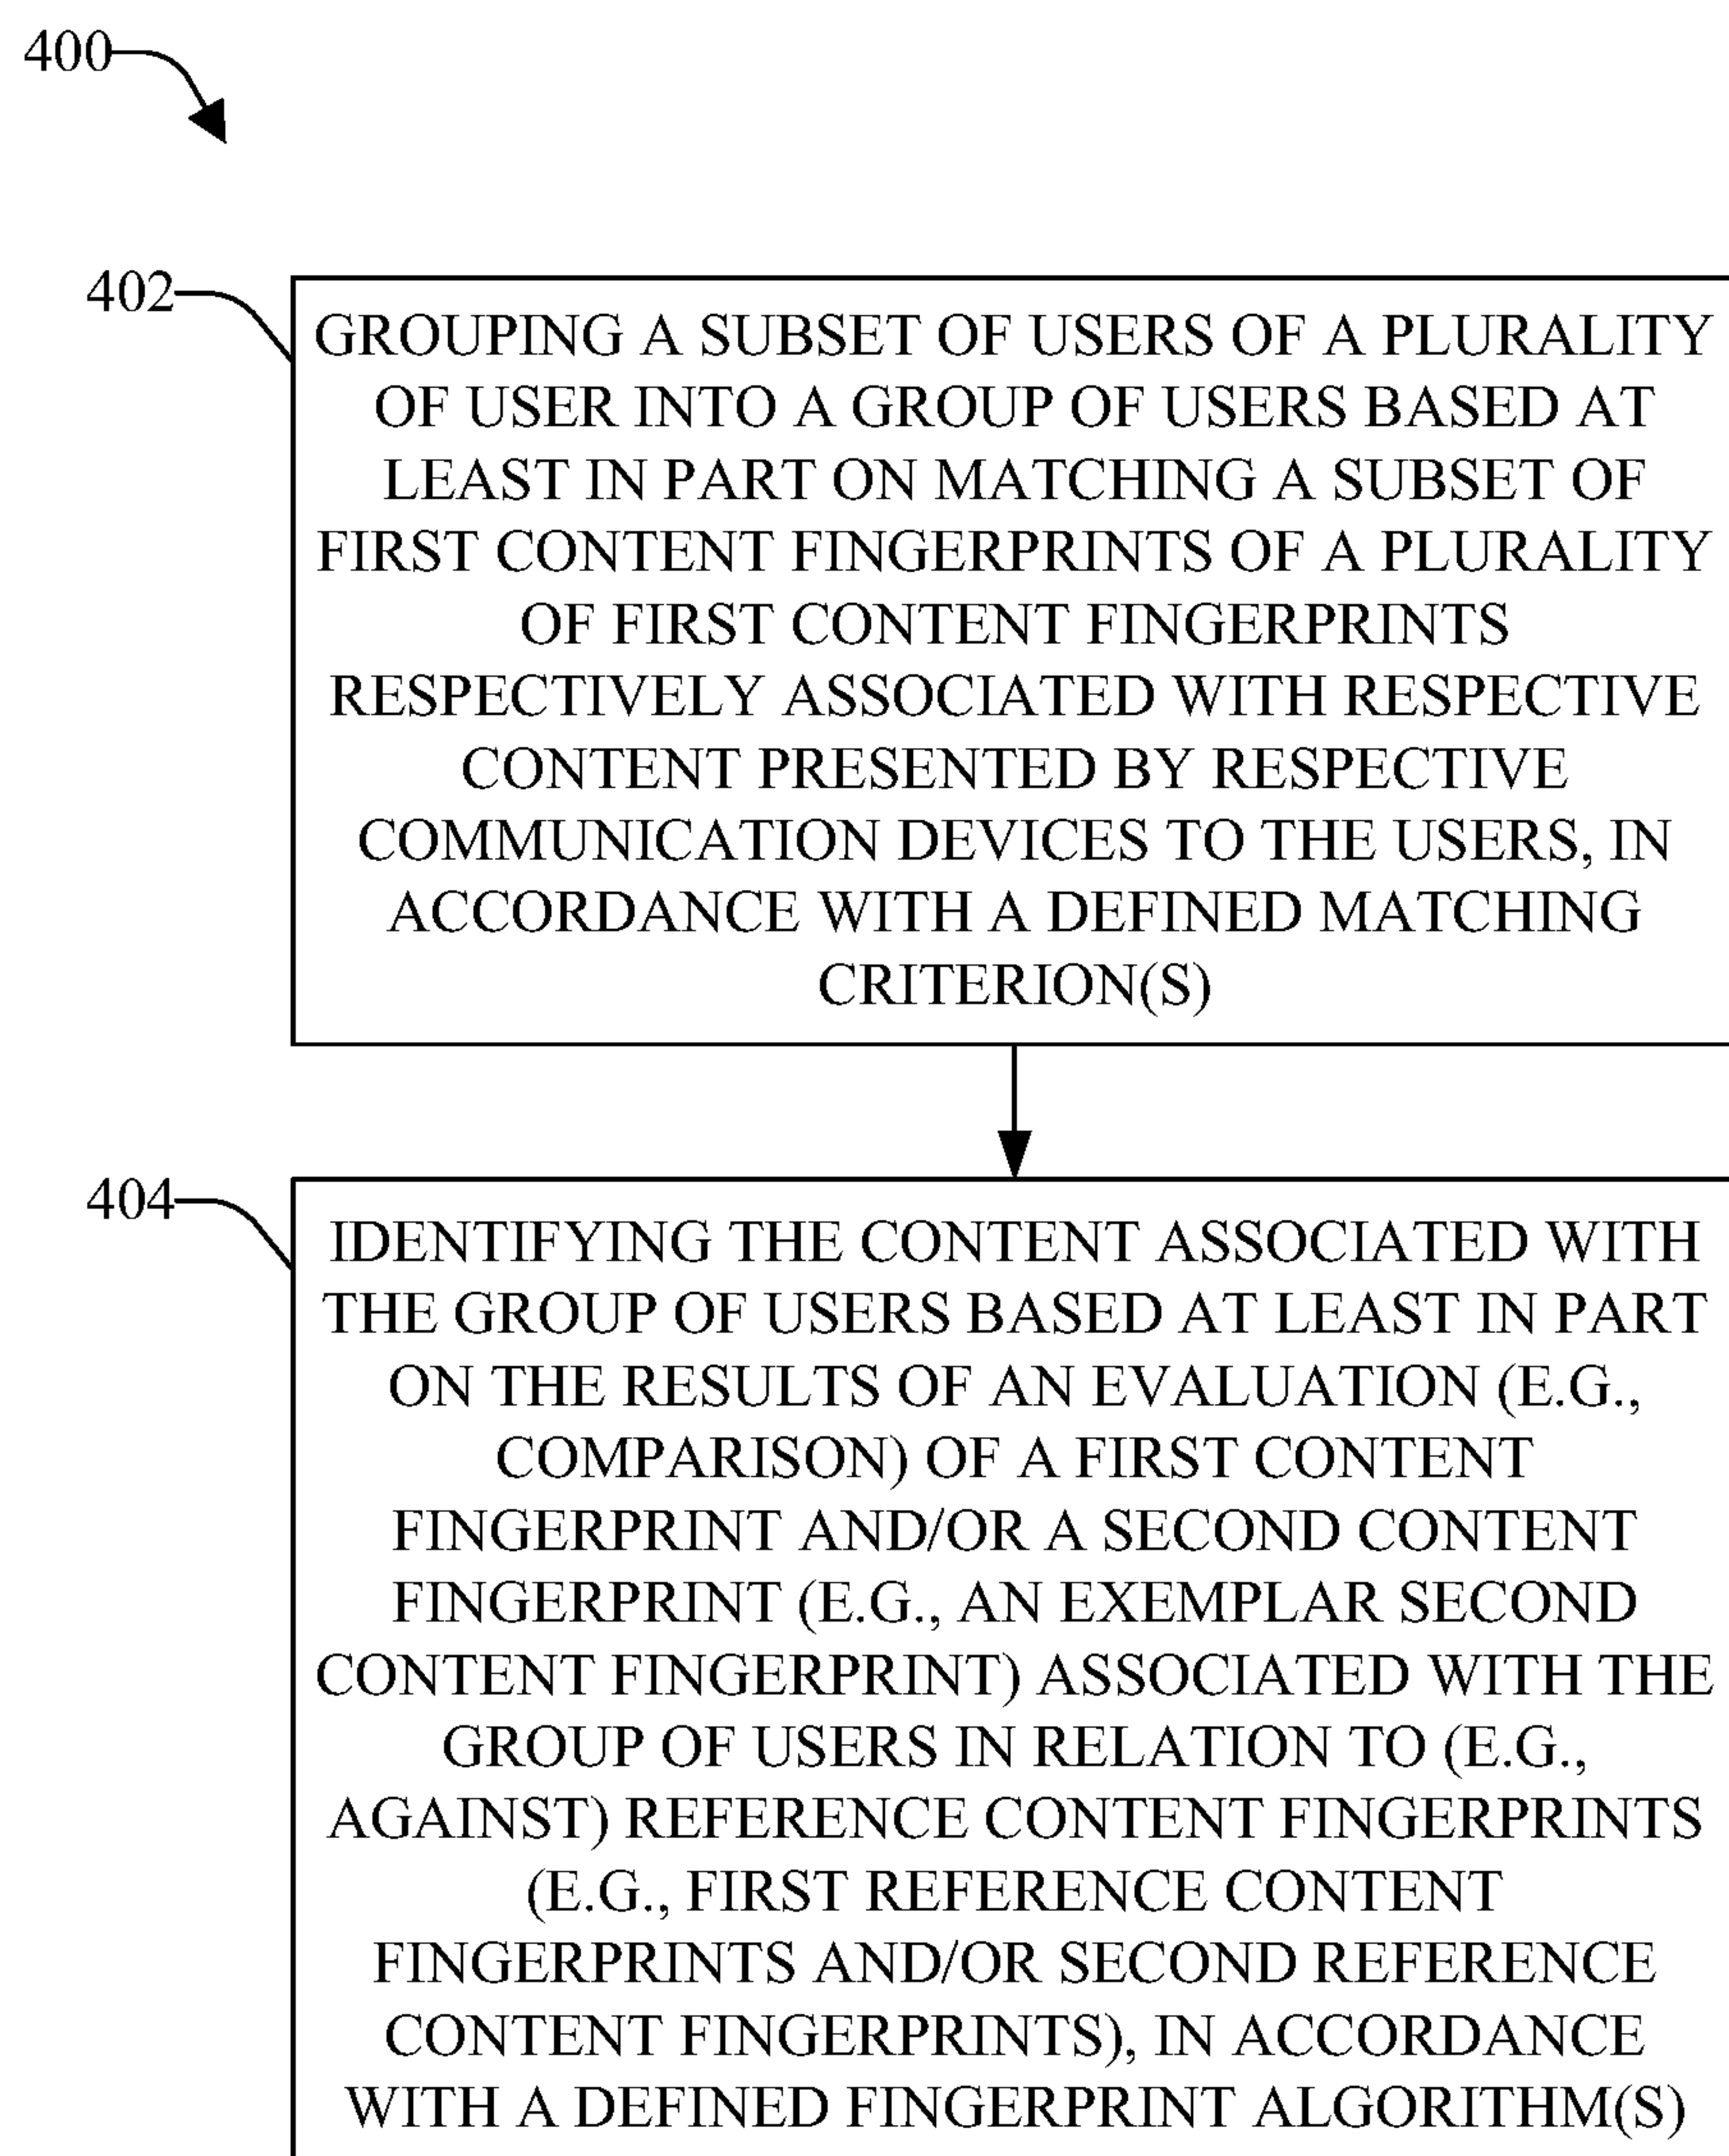 400
402
GROUPING A SUBSET OF USERS OF A PLURALITY
OF USER INTO A GROUP OF USERS BASED AT
LEAST IN PART ON MATCHING A SUBSET OF
FIRST CONTENT FINGERPRINTS OF A PLURALITY
OF FIRST CONTENT FINGERPRINTS
RESPECTIVELY ASSOCIATED WITH RESPECTIVE
CONTENT PRESENTED BY RESPECTIVE
COMMUNICATION DEVICES TO THE USERS, IN
ACCORDANCE WITH A DEFINED MATCHING
CRITERION(S)
404
IDENTIFYING THE CONTENT ASSOCIATED WITH
THE GROUP OF USERS BASED AT LEAST IN PART
ON THE RESULTS OF AN EVALUATION (E.G.,
COMPARISON) OF A FIRST CONTENT
FINGERPRINT AND/OR A SECOND CONTENT
FINGERPRINT (E.G., AN EXEMPLAR SECOND
CONTENT FINGERPRINT) ASSOCIATED WITH THE
GROUP OF USERS IN RELATION TO (E.G.,
AGAINST) REFERENCE CONTENT FINGERPRINTS
(E.G., FIRST REFERENCE CONTENT
FINGERPRINTS AND/OR SECOND REFERENCE
CONTENT FINGERPRINTS), IN ACCORDANCE
WITH A DEFINED FINGERPRINT ALGORITHM(S)